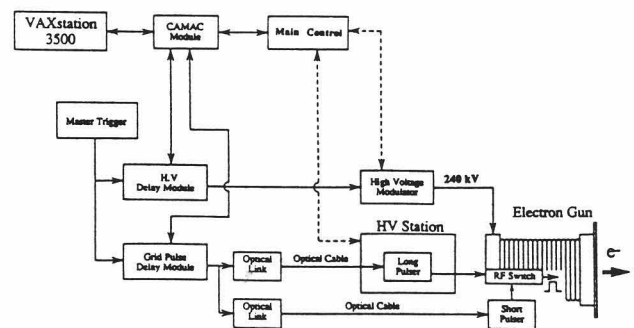 VAXstation
3500
CAMAC
Module
Main Control
Master Trigger
H.V
Delay Module
High Voltage
Modulator
240 kV
Electron Gun
HV Station
Grid Pulse
Delay Module
Optical
Link
Optical Cable
Long
Pulser
RF Switch
e-
Optical
Link
Optical Cable
Short
Pulser